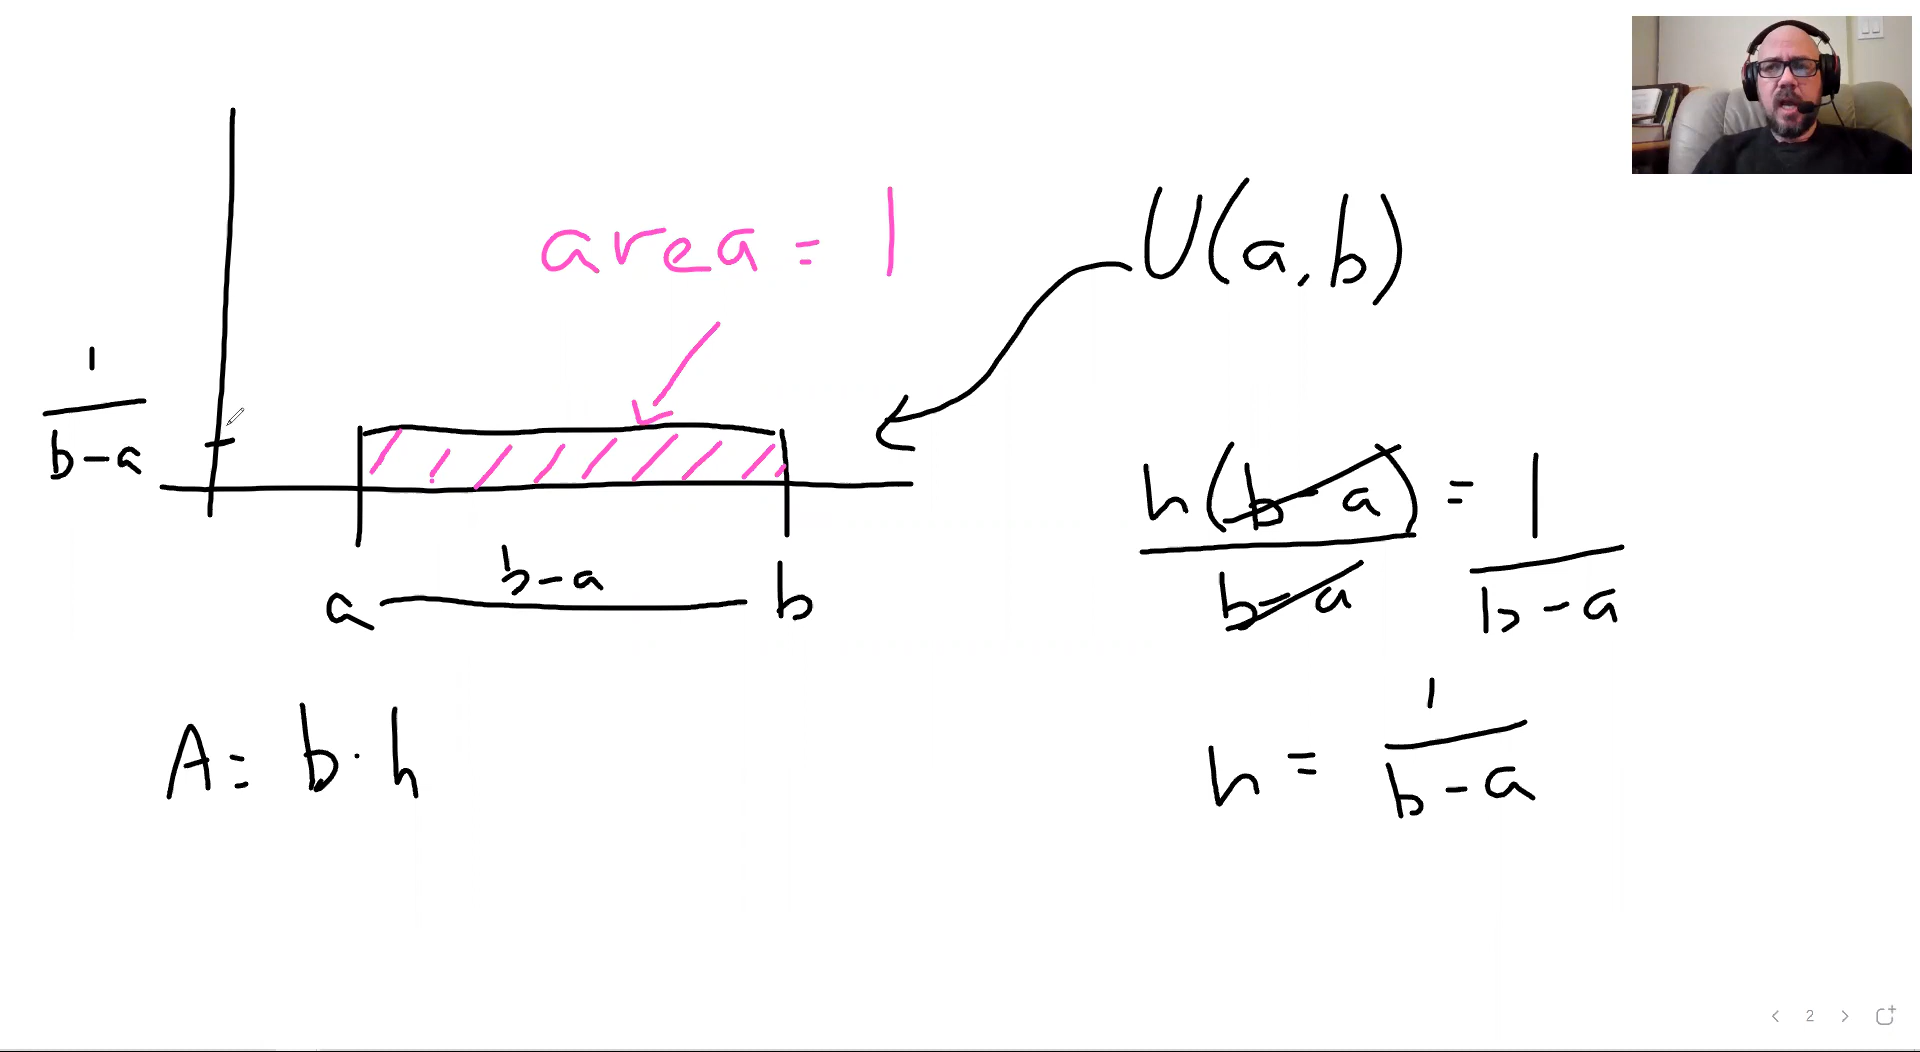 area = 1
U(a,b)
1
b-a
h(b-a) = 1
b-a b-a
b-a
a b
h = 1
b-a
A = b · h
2